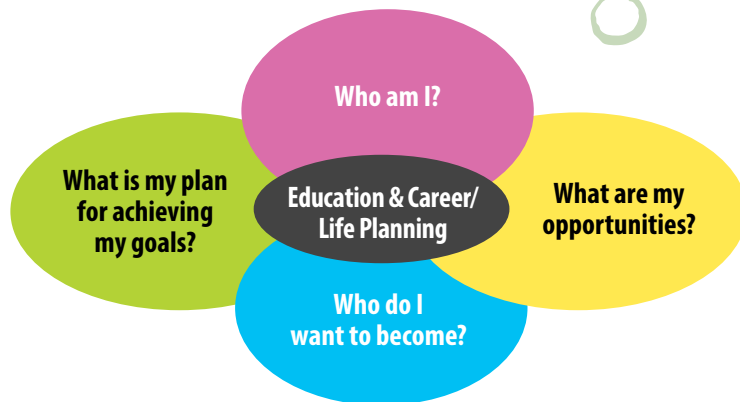 Who am I?
What is my plan
for achieving
my goals?
Education & Career/
Life Planning
What are my
opportunities?
Who do I
want to become?